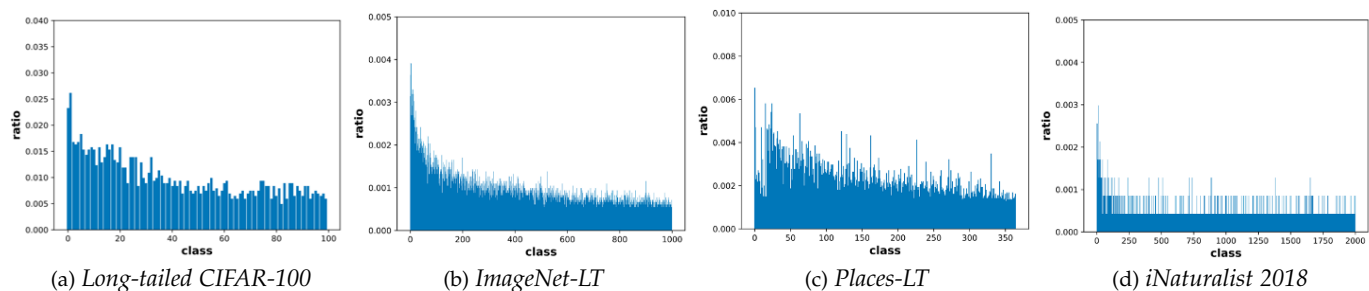 0.040
0.035
0.030
0.025
0.020
0.015
0.010
0.005
0.000
ratio
0 20 40 60 80 100
class
(a) Long-tailed CIFAR-100
0.005
0.004
0.003
0.002
0.001
0.000
ratio
0 200 400 600 800 1000
class
(b) ImageNet-LT
0.010
0.008
0.006
0.004
0.002
0.000
ratio
0 50 100 150 200 250 300 350
class
(c) Places-LT
0.005
0.004
0.003
0.002
0.001
0.000
ratio
0 250 500 750 1000 1250 1500 1750 2000
class
(d) iNaturalist 2018